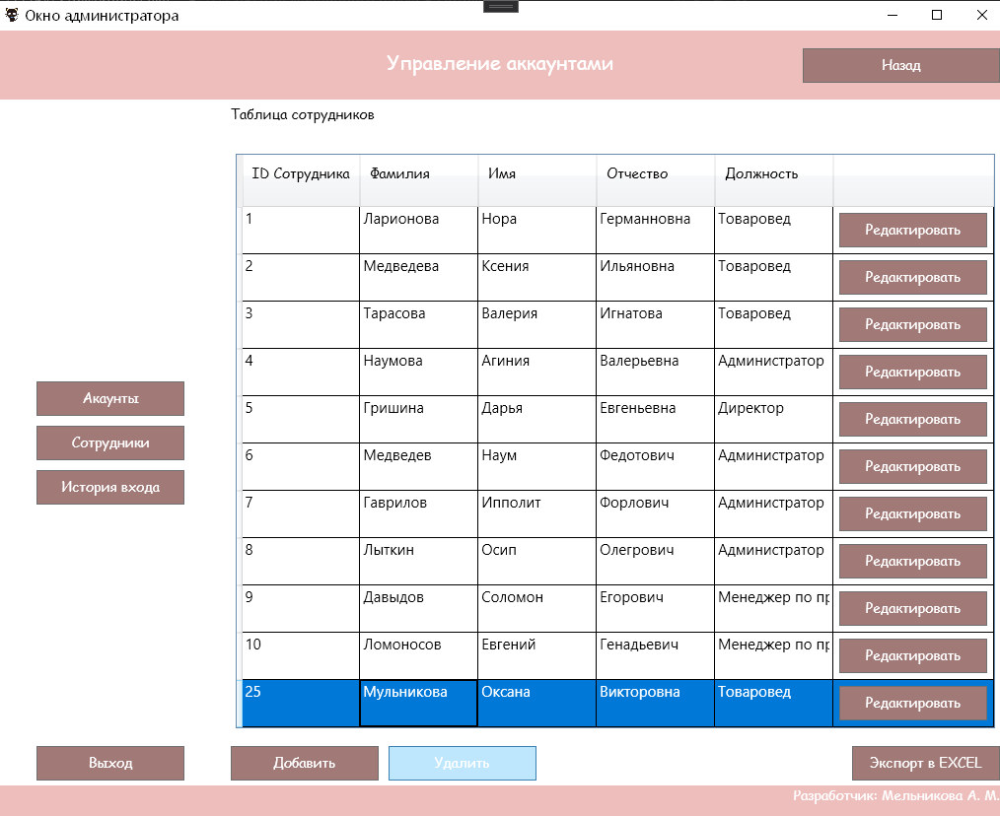 Окно администратора
Управление аккаунтами
Назад
Таблица сотрудников
ID Сотрудника Фамилия Имя Отчество Должность
1 Ларионова Нора Германновна Товаровед Редактировать
2 Медведева Ксения Ильяновна Товаровед Редактировать
3 Тарасова Валерия Игнатова Товаровед Редактировать
4 Наумова Агиния Валерьевна Администратор Редактировать
5 Гришина Дарья Евгеньевна Директор Редактировать
6 Медведев Наум Федотович Администратор Редактировать
7 Гаврилов Ипполит Форлович Администратор Редактировать
8 Лыткин Осип Олегрович Администратор Редактировать
9 Давыдов Соломон Егорович Менеджер по пр Редактировать
10 Ломоносов Евгений Генадьевич Менеджер по пр Редактировать
25 Мульникова Оксана Викторовна Товаровед Редактировать
Акаунты
Сотрудники
История входа
Выход Добавить Удалить Экспорт в EXCEL
Разработчик: Мельникова А. М.